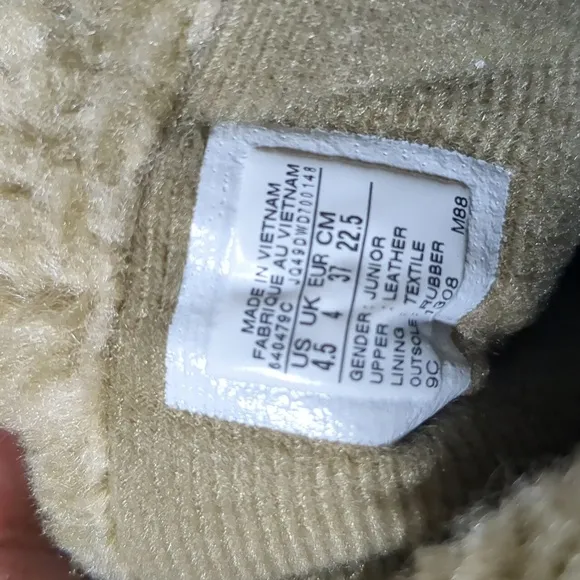 MADE IN VIETNAM
FABRIQUE AU VIETNAM
640479C JQ49DWD700148
US UK EUR CM
4.5 4 37 22.5
GENDER: JUNIOR
UPPER : LEATHER
LINING : TEXTILE
OUTSOLE: RUBBER
9C M88